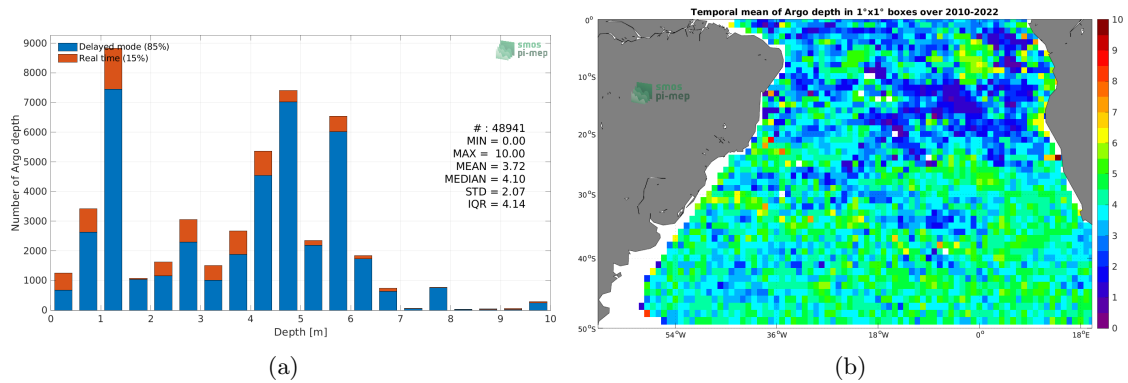 Delayed mode (85%)
Real time (15%)
smos
pi-mep
# : 48941
MIN = 0.00
MAX = 10.00
MEAN = 3.72
MEDIAN = 4.10
STD = 2.07
IQR = 4.14
Number of Argo depth
9000
8000
7000
6000
5000
4000
3000
2000
1000
0
0 1 2 3 4 5 6 7 8 9 10
Depth [m]
(a)
Temporal mean of Argo depth in 1°x1° boxes over 2010-2022
smos
pi-mep
0°
10°S
20°S
30°S
40°S
50°S
54°W 36°W 18°W 0° 18°E
10
9
8
7
6
5
4
3
2
1
0
(b)